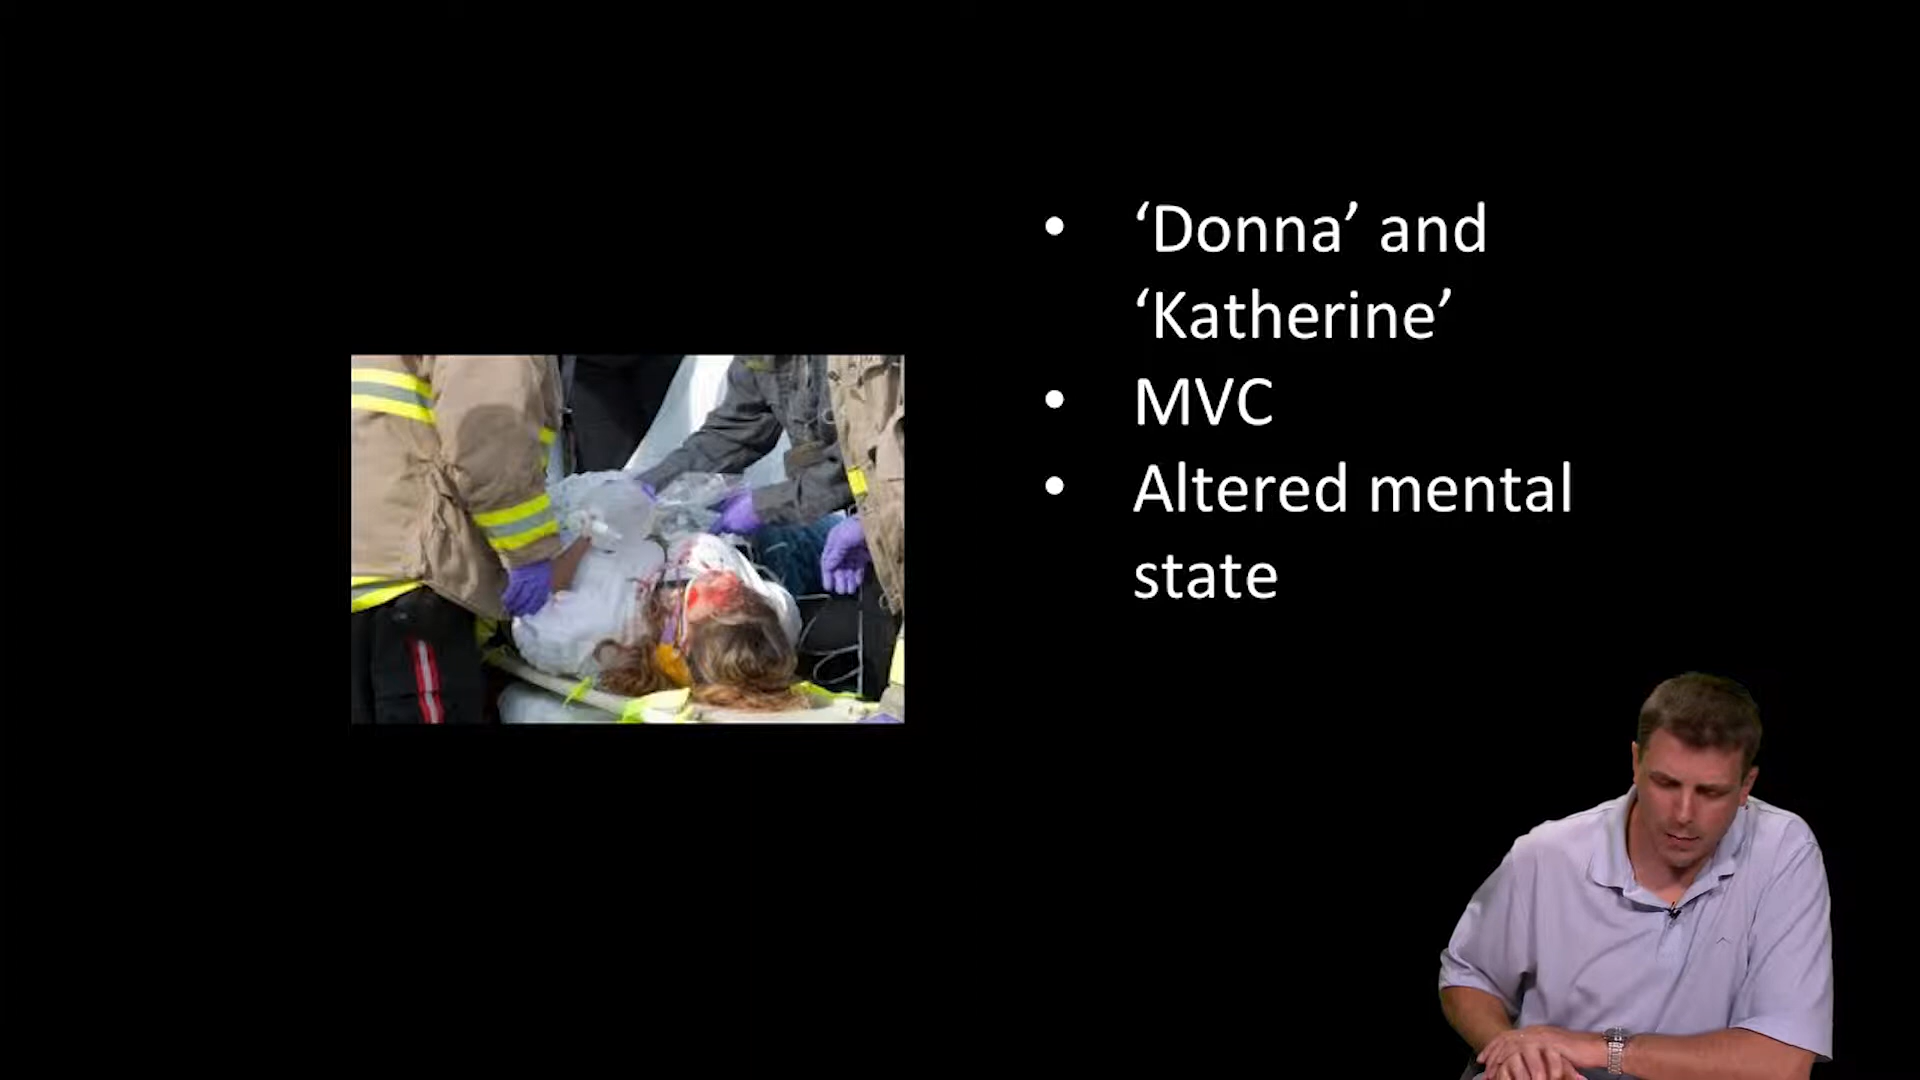 • ‘Donna’ and
‘Katherine’
• MVC
• Altered mental
state